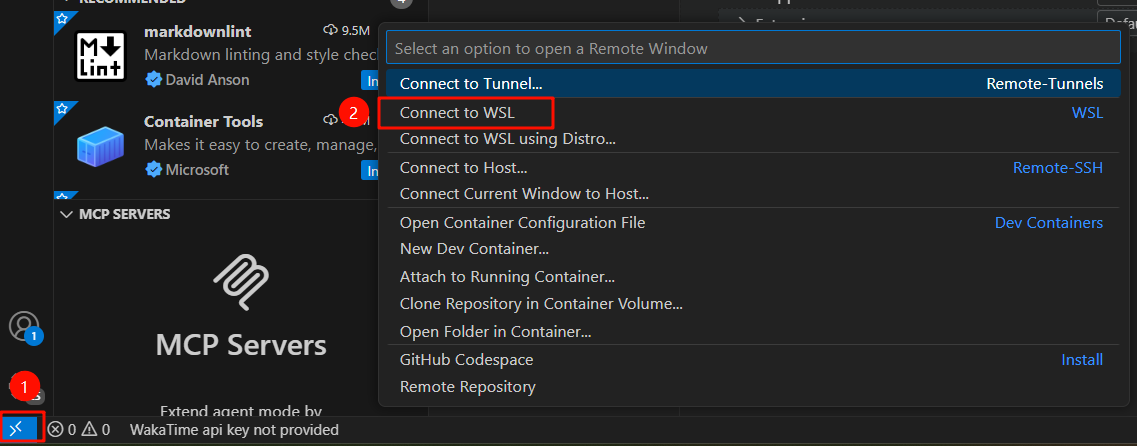 RECOMMENDED
4
markdownlint
9.5M
Markdown linting and style chec
David Anson
In
Container Tools
Makes it easy to create, manage,
Microsoft
In
MCP SERVERS
MCP Servers
Extend agent mode by
1
1
2
Select an option to open a Remote Window
Connect to Tunnel...
Remote-Tunnels
Connect to WSL
WSL
Connect to WSL using Distro...
Connect to Host...
Remote-SSH
Connect Current Window to Host...
Open Container Configuration File
Dev Containers
New Dev Container...
Attach to Running Container...
Clone Repository in Container Volume...
Open Folder in Container...
GitHub Codespace
Install
Remote Repository
0 0 WakaTime api key not provided